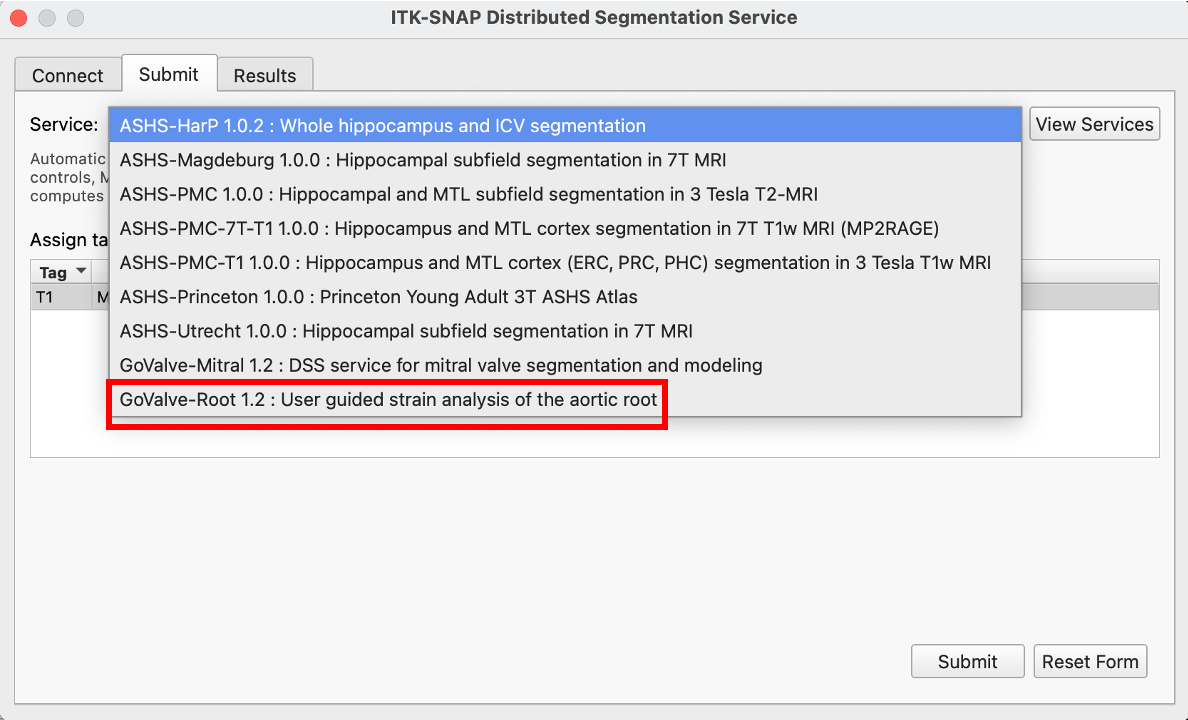 ITK-SNAP Distributed Segmentation Service
Connect Submit Results
Service:
ASHS-HarP 1.0.2 : Whole hippocampus and ICV segmentation
View Services
ASHS-Magdeburg 1.0.0 : Hippocampal subfield segmentation in 7T MRI
Automatic
controls, M
ASHS-PMC 1.0.0 : Hippocampal and MTL subfield segmentation in 3 Tesla T2-MRI
computes
ASHS-PMC-7T-T1 1.0.0 : Hippocampus and MTL cortex segmentation in 7T T1w MRI (MP2RAGE)
Assign ta
ASHS-PMC-T1 1.0.0 : Hippocampus and MTL cortex (ERC, PRC, PHC) segmentation in 3 Tesla T1w MRI
Tag
ASHS-Princeton 1.0.0 : Princeton Young Adult 3T ASHS Atlas
T1 M
ASHS-Utrecht 1.0.0 : Hippocampal subfield segmentation in 7T MRI
GoValve-Mitral 1.2 : DSS service for mitral valve segmentation and modeling
GoValve-Root 1.2 : User guided strain analysis of the aortic root
Submit Reset Form